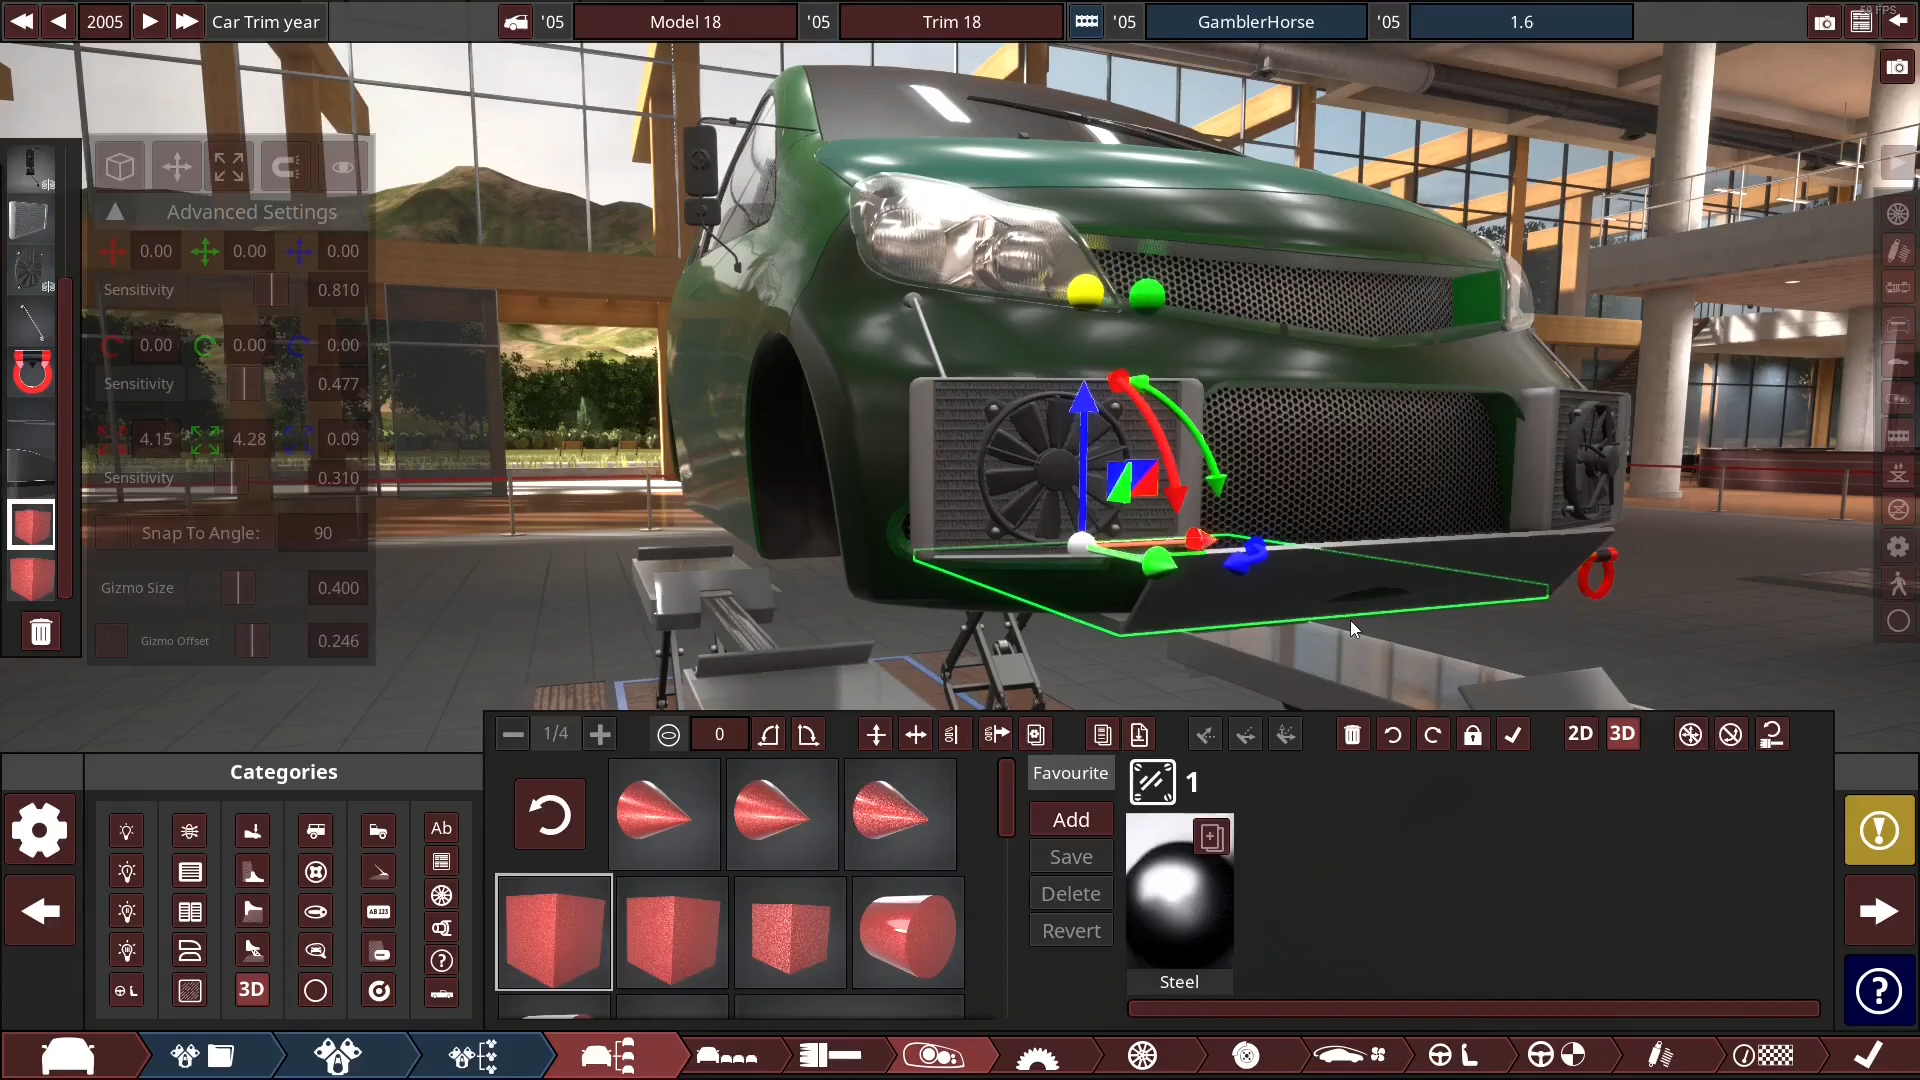 2005
Car Trim year
'05
Model 18
'05
Trim 18
'05
GamblerHorse
'05
1.6
Advanced Settings
0.00
0.00
0.00
Sensitivity
0.810
0.00
0.00
0.00
Sensitivity
0.477
4.15
4.28
0.09
Sensitivity
0.310
Snap To Angle:
90
Gizmo Size
0.400
Gizmo Offset
0.246
1/4
0
2D
3D
Categories
Ab
AB 123
3D
Favourite
Add
Save
Delete
Revert
1
Steel